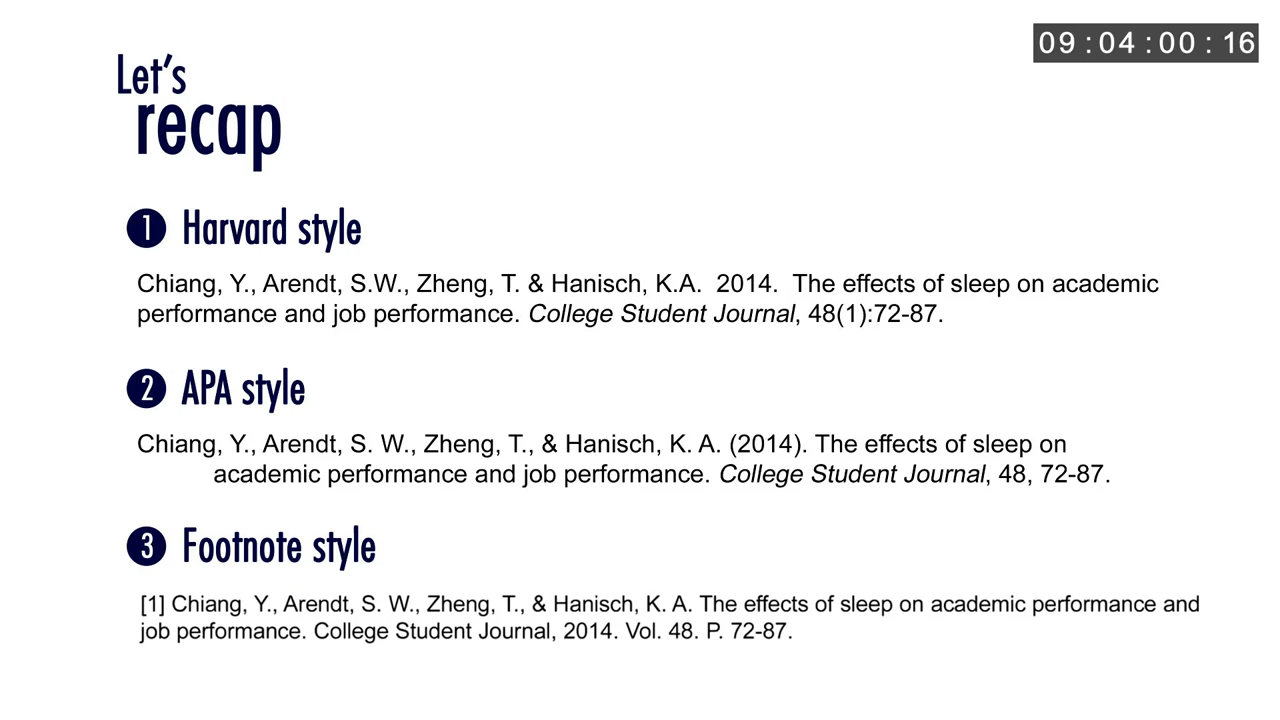 09 : 04 : 00 : 16
Let's
recap
1 Harvard style
Chiang, Y., Arendt, S.W., Zheng, T. & Hanisch, K.A.  2014.  The effects of sleep on academic
performance and job performance. College Student Journal, 48(1):72-87.
2 APA style
Chiang, Y., Arendt, S. W., Zheng, T., & Hanisch, K. A. (2014). The effects of sleep on
academic performance and job performance. College Student Journal, 48, 72-87.
3 Footnote style
[1] Chiang, Y., Arendt, S. W., Zheng, T., & Hanisch, K. A. The effects of sleep on academic performance and
job performance. College Student Journal, 2014. Vol. 48. P. 72-87.